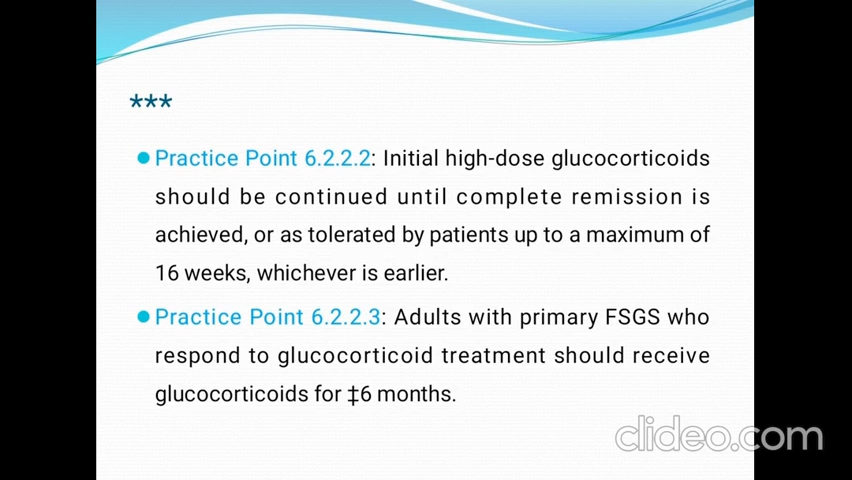 ***
Practice Point 6.2.2.2: Initial high-dose glucocorticoids
should be continued until complete remission is
achieved, or as tolerated by patients up to a maximum of
16 weeks, whichever is earlier.
Practice Point 6.2.2.3: Adults with primary FSGS who
respond to glucocorticoid treatment should receive
glucocorticoids for ‡6 months.
clideo.com